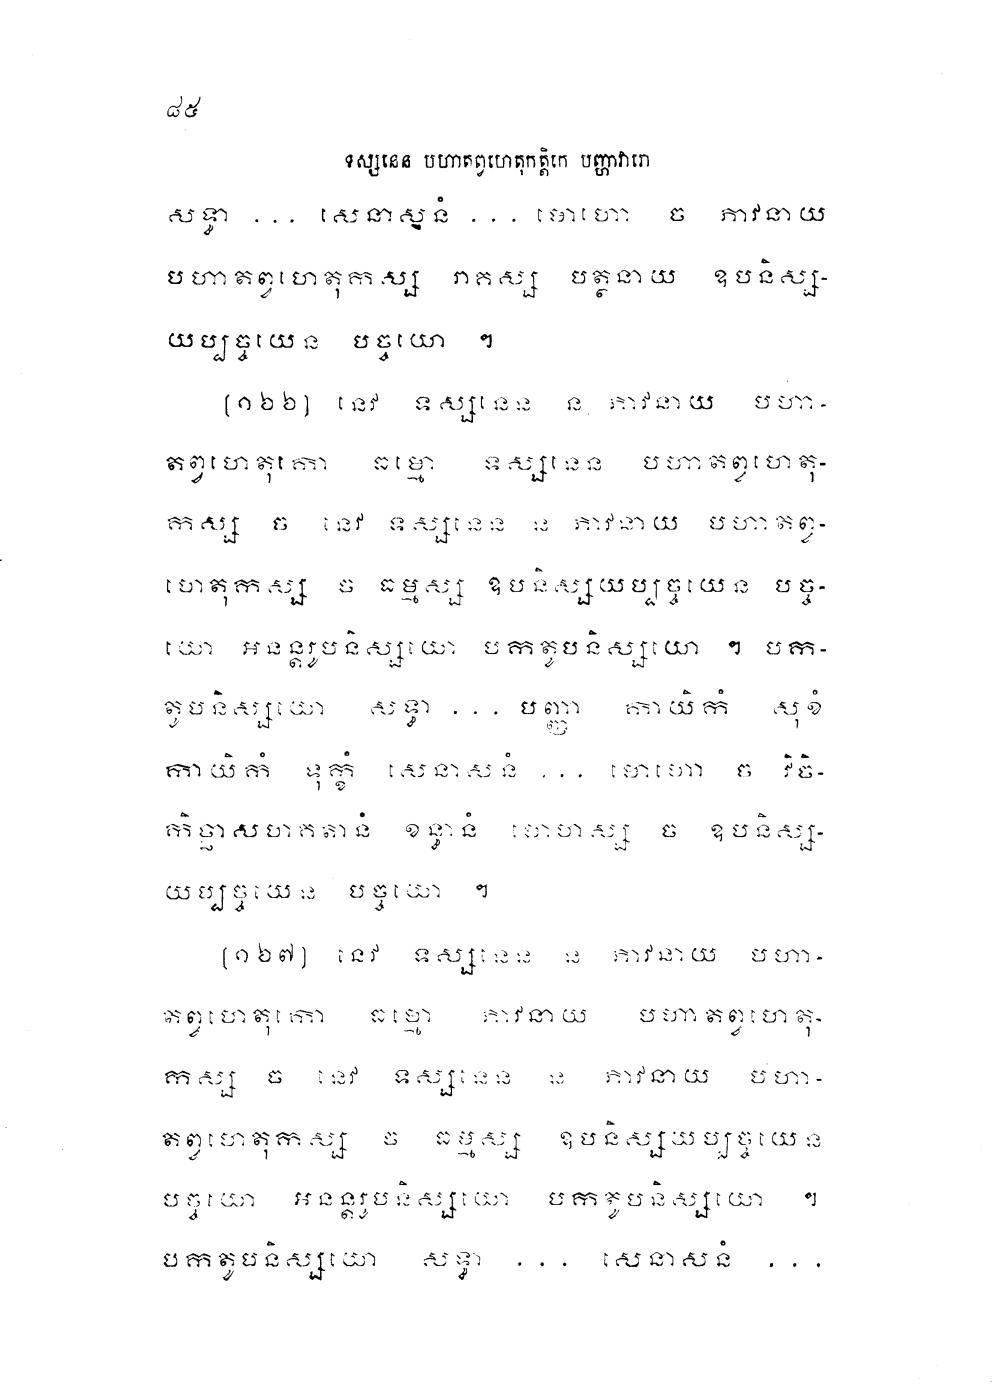 ៨៥
ទស្សនេន បហាតព្វហេតុកត្តិកេ បញ្ហាវារោ
សទ្ធា ... សេនាសនំ ... មោហោ ច ភាវនាយ
បហាតព្វហេតុកស្ស រាគស្ស បត្ថនាយ ឧបនិស្ស-
យប្បច្ចយេន បច្ចយោ ។
[១២៦] នេវ ទស្សនេន ន ភាវនាយ បហា-
តព្វហេតុកោ ធម្មោ ទស្សនេន បហាតព្វហេតុ-
កស្ស ច នេវ ទស្សនេន ន ភាវនាយ បហាតព្វ-
ហេតុកស្ស ច ធម្មស្ស ឧបនិស្សយប្បច្ចយេន បច្ច-
យោ អនន្តរូបនិស្សយោ បកតូបនិស្សយោ ។ បក-
តូបនិស្សយោ សទ្ធា ... បញ្ញា កាយិកំ សុខំ
កាយិកំ ទុក្ខំ សេនាសនំ ... មោហោ ច វិចិ-
កិច្ឆាសហគតានំ ខន្ធានំ មោហស្ស ច ឧបនិស្ស-
យប្បច្ចយេន បច្ចយោ ។
[១២៧] នេវ ទស្សនេន ន ភាវនាយ បហា-
តព្វហេតុកោ ធម្មោ ភាវនាយ បហាតព្វហេតុ-
កស្ស ច នេវ ទស្សនេន ន ភាវនាយ បហា-
តព្វហេតុកស្ស ច ធម្មស្ស ឧបនិស្សយប្បច្ចយេន
បច្ចយោ អនន្តរូបនិស្សយោ បកតូបនិស្សយោ ។
បកតូបនិស្សយោ សទ្ធា ... សេនាសនំ ...